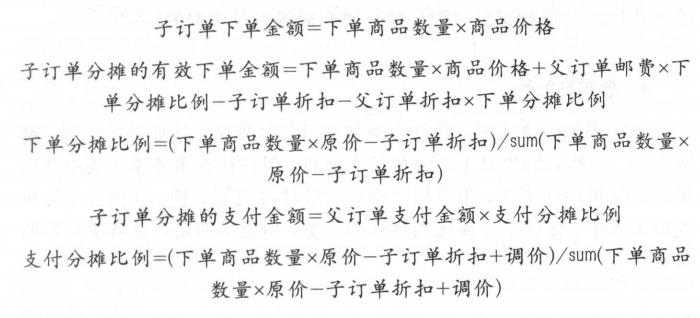 子订单下单金额=下单商品数量×商品价格
子订单分摊的有效下单金额=下单商品数量×商品价格+父订单邮费×下
单分摊比例-子订单折扣-父订单折扣×下单分摊比例
下单分摊比例=(下单商品数量×原价-子订单折扣)/sum(下单商品数量×
原价-子订单折扣)
子订单分摊的支付金额=父订单支付金额×支付分摊比例
支付分摊比例=(下单商品数量×原价-子订单折扣+调价)/sum(下单商品
数量×原价-子订单折扣+调价)